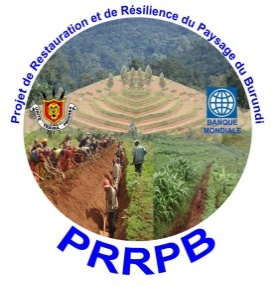 Projet de Restauration et de Résilience du Paysage du Burundi
BANQUE
MONDIALE
PRRPB